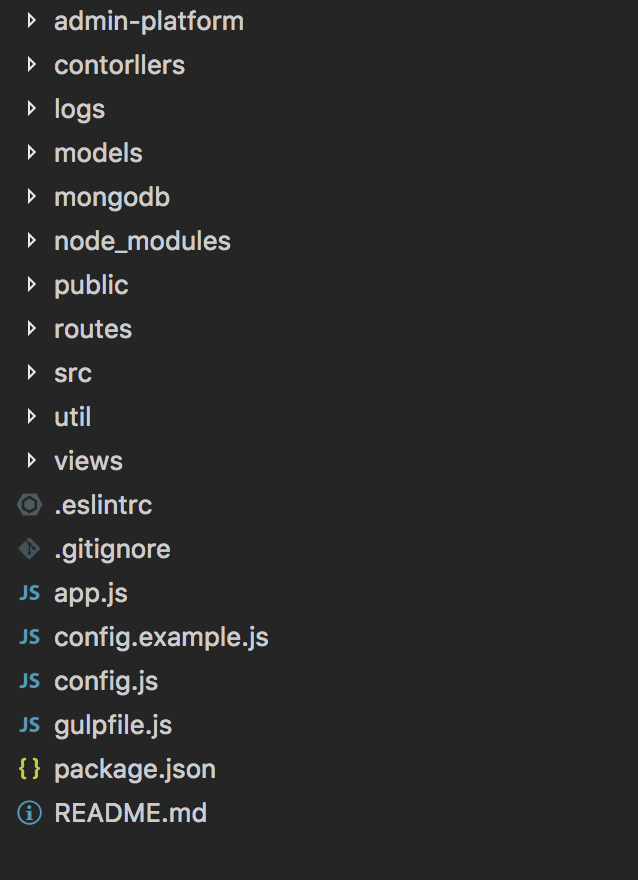 admin-platform
contorllers
logs
models
mongodb
node_modules
public
routes
src
util
views
.eslintrc
.gitignore
JS app.js
JS config.example.js
JS config.js
JS gulpfile.js
{} package.json
README.md